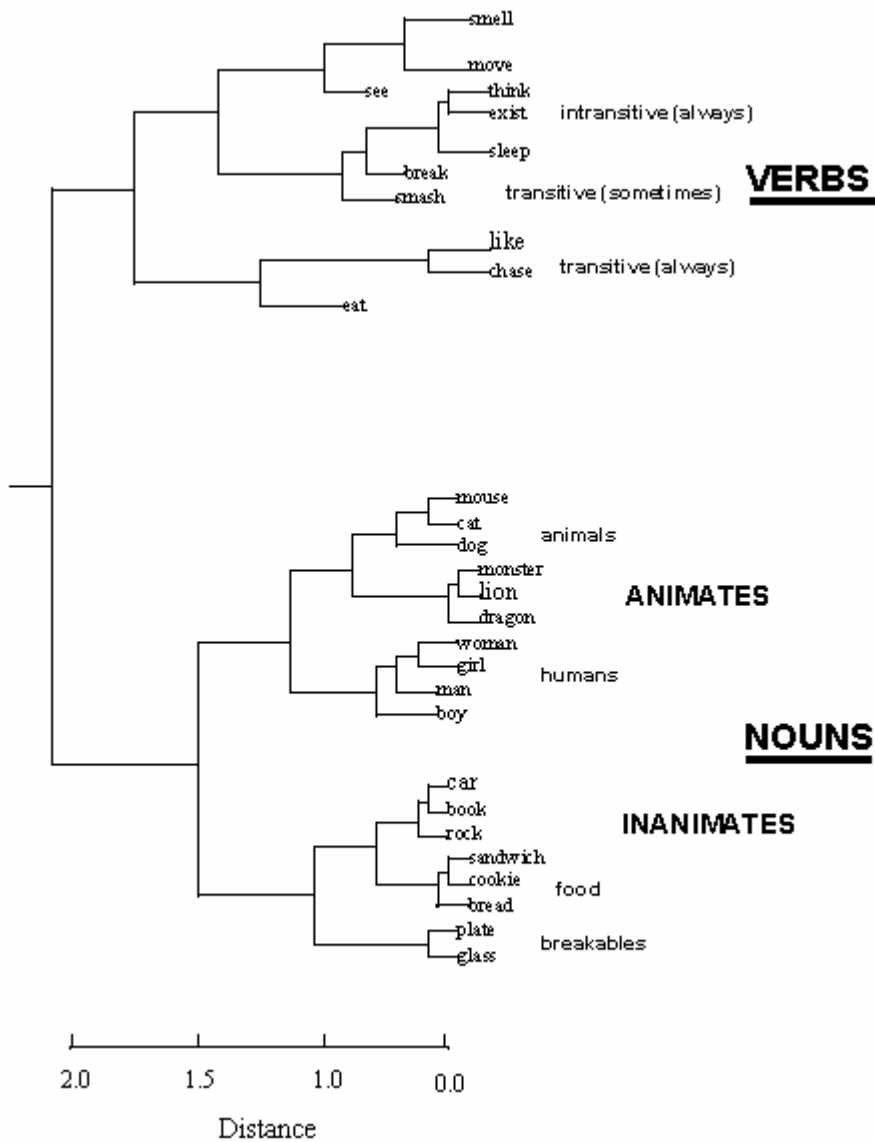 smell
move
see
think
exist
intransitive (always)
sleep
break
VERBS
smash
transitive (sometimes)
like
chase
transitive (always)
eat
mouse
cat
animals
dog
monster
lion
ANIMATES
dragon
woman
girl
humans
man
boy
NOUNS
car
book
INANIMATES
rock
sandwich
cookie
food
bread
plate
breakables
glass
2.0 1.5 1.0 0.0
Distance